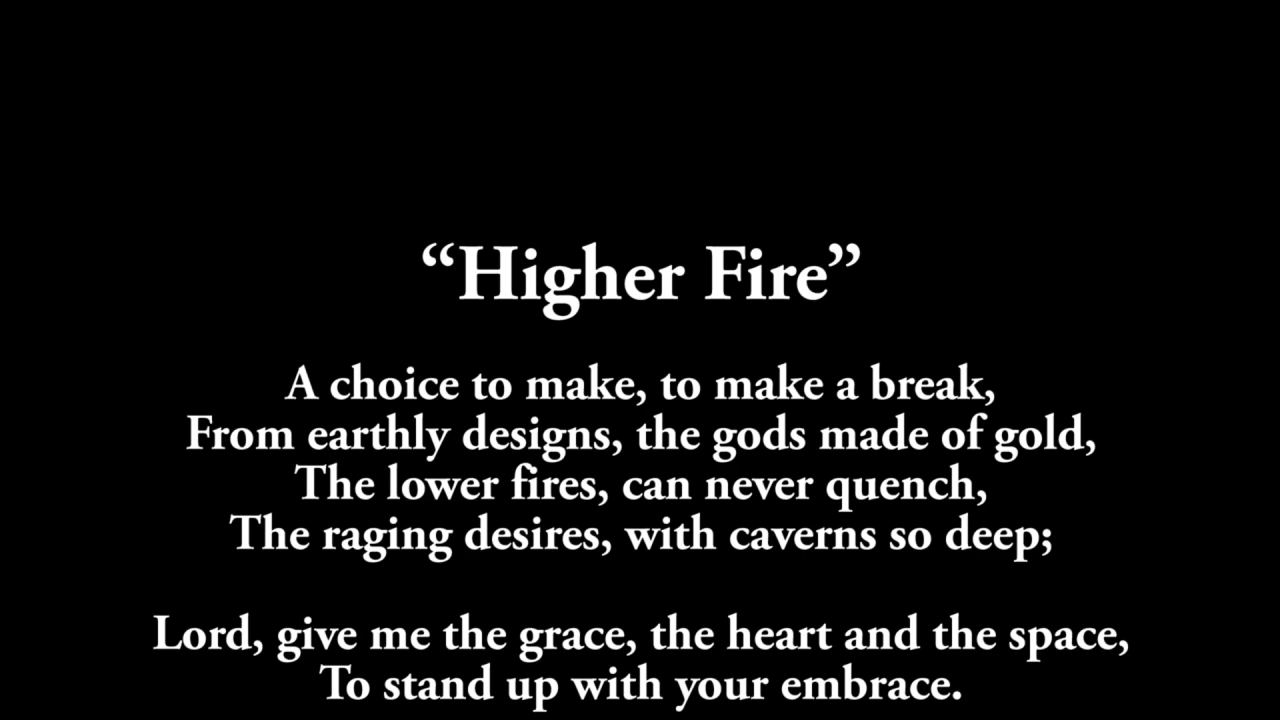 “Higher Fire”
A choice to make, to make a break,
From earthly designs, the gods made of gold,
The lower fires, can never quench,
The raging desires, with caverns so deep;
Lord, give me the grace, the heart and the space,
To stand up with your embrace.